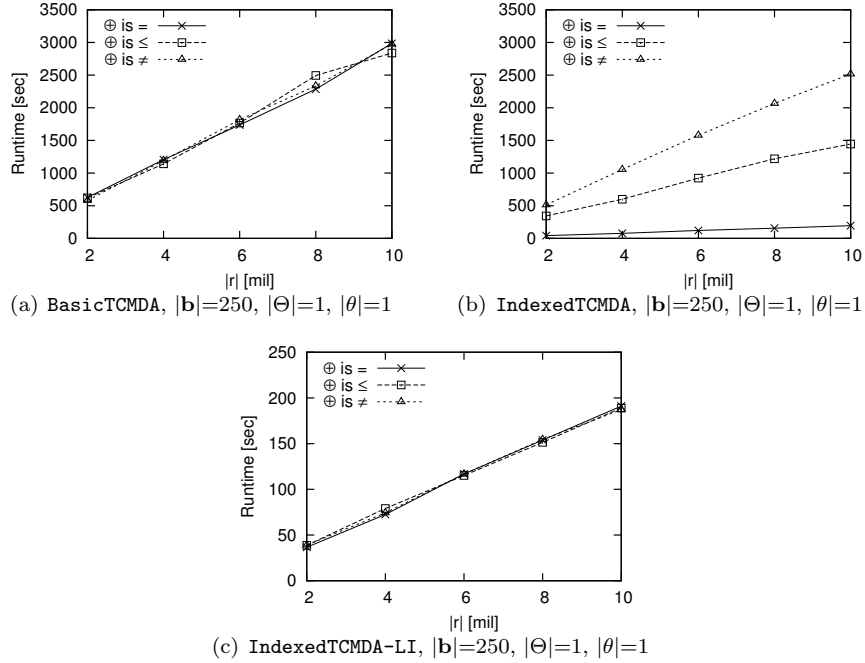 ⊕ is =
⊕ is ≤
⊕ is ≠
3500
3000
2500
2000
1500
1000
500
0
Runtime [sec]
2 4 6 8 10
|r| [mil]
(a) BasicTCMDA, |b|=250, |Θ|=1, |θ|=1
⊕ is =
⊕ is ≤
⊕ is ≠
3500
3000
2500
2000
1500
1000
500
0
Runtime [sec]
2 4 6 8 10
|r| [mil]
(b) IndexedTCMDA, |b|=250, |Θ|=1, |θ|=1
⊕ is =
⊕ is ≤
⊕ is ≠
250
200
150
100
50
0
Runtime [sec]
2 4 6 8 10
|r| [mil]
(c) IndexedTCMDA-LI, |b|=250, |Θ|=1, |θ|=1